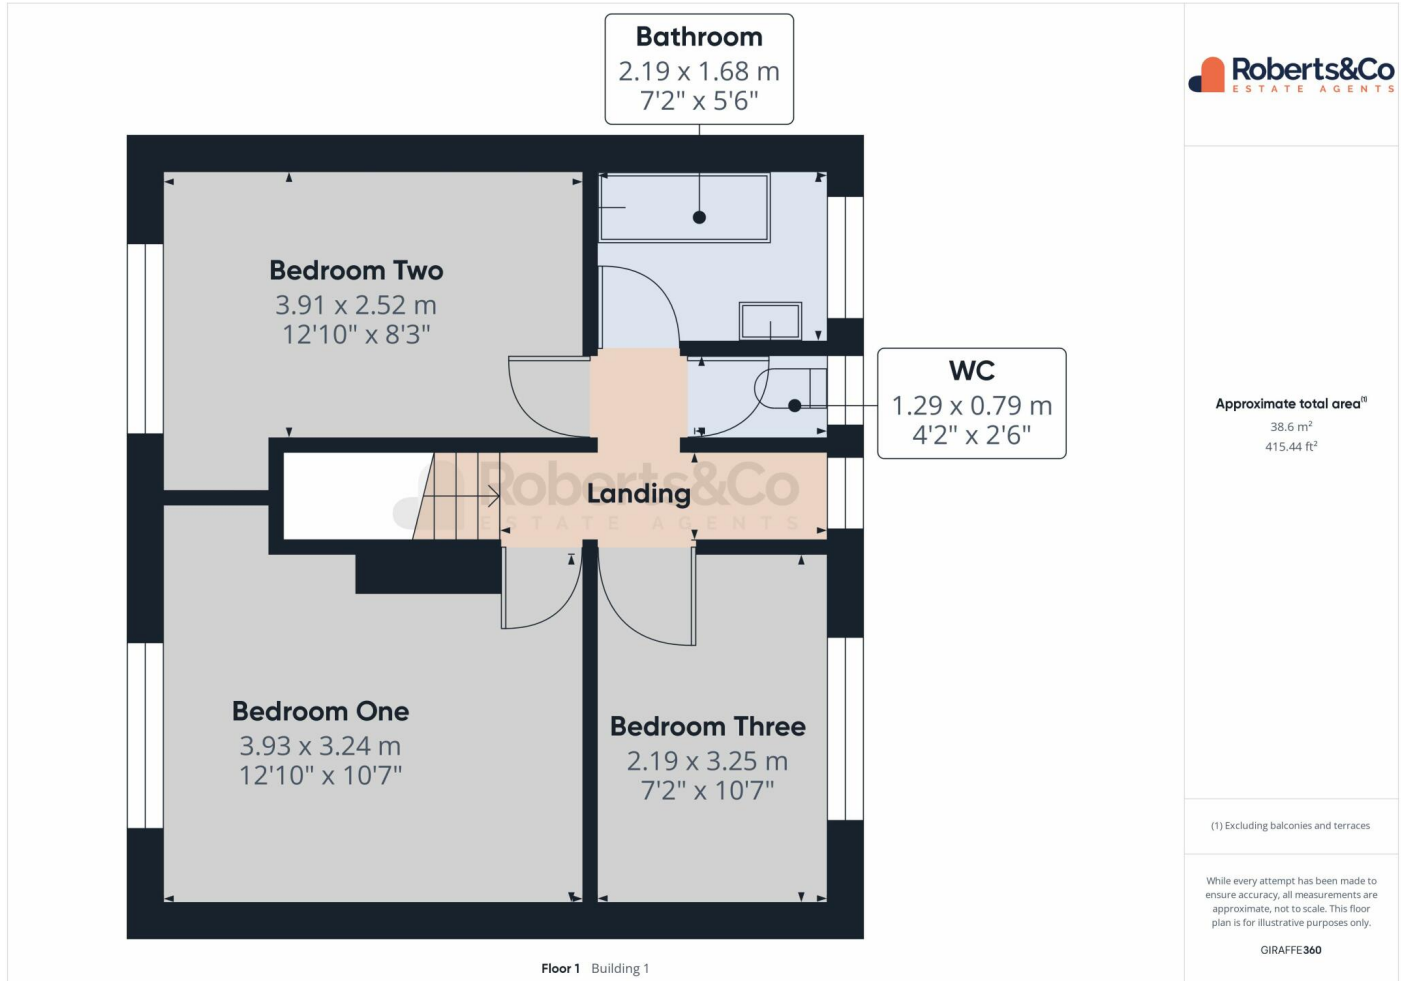 Bathroom
2.19 x 1.68 m
7'2" x 5'6"
Roberts&Co
ESTATE AGENTS
Bedroom Two
3.91 x 2.52 m
12'10" x 8'3"
WC
1.29 x 0.79 m
4'2" x 2'6"
Approximate total area(1)
38.6 m²
415.44 ft²
Roberts&Co
ESTATE AGENTS
Landing
Bedroom One
3.93 x 3.24 m
12'10" x 10'7"
Bedroom Three
2.19 x 3.25 m
7'2" x 10'7"
(1) Excluding balconies and terraces
While every attempt has been made to
ensure accuracy, all measurements are
approximate, not to scale. This floor
plan is for illustrative purposes only.
GIRAFFE360
Floor 1 Building 1